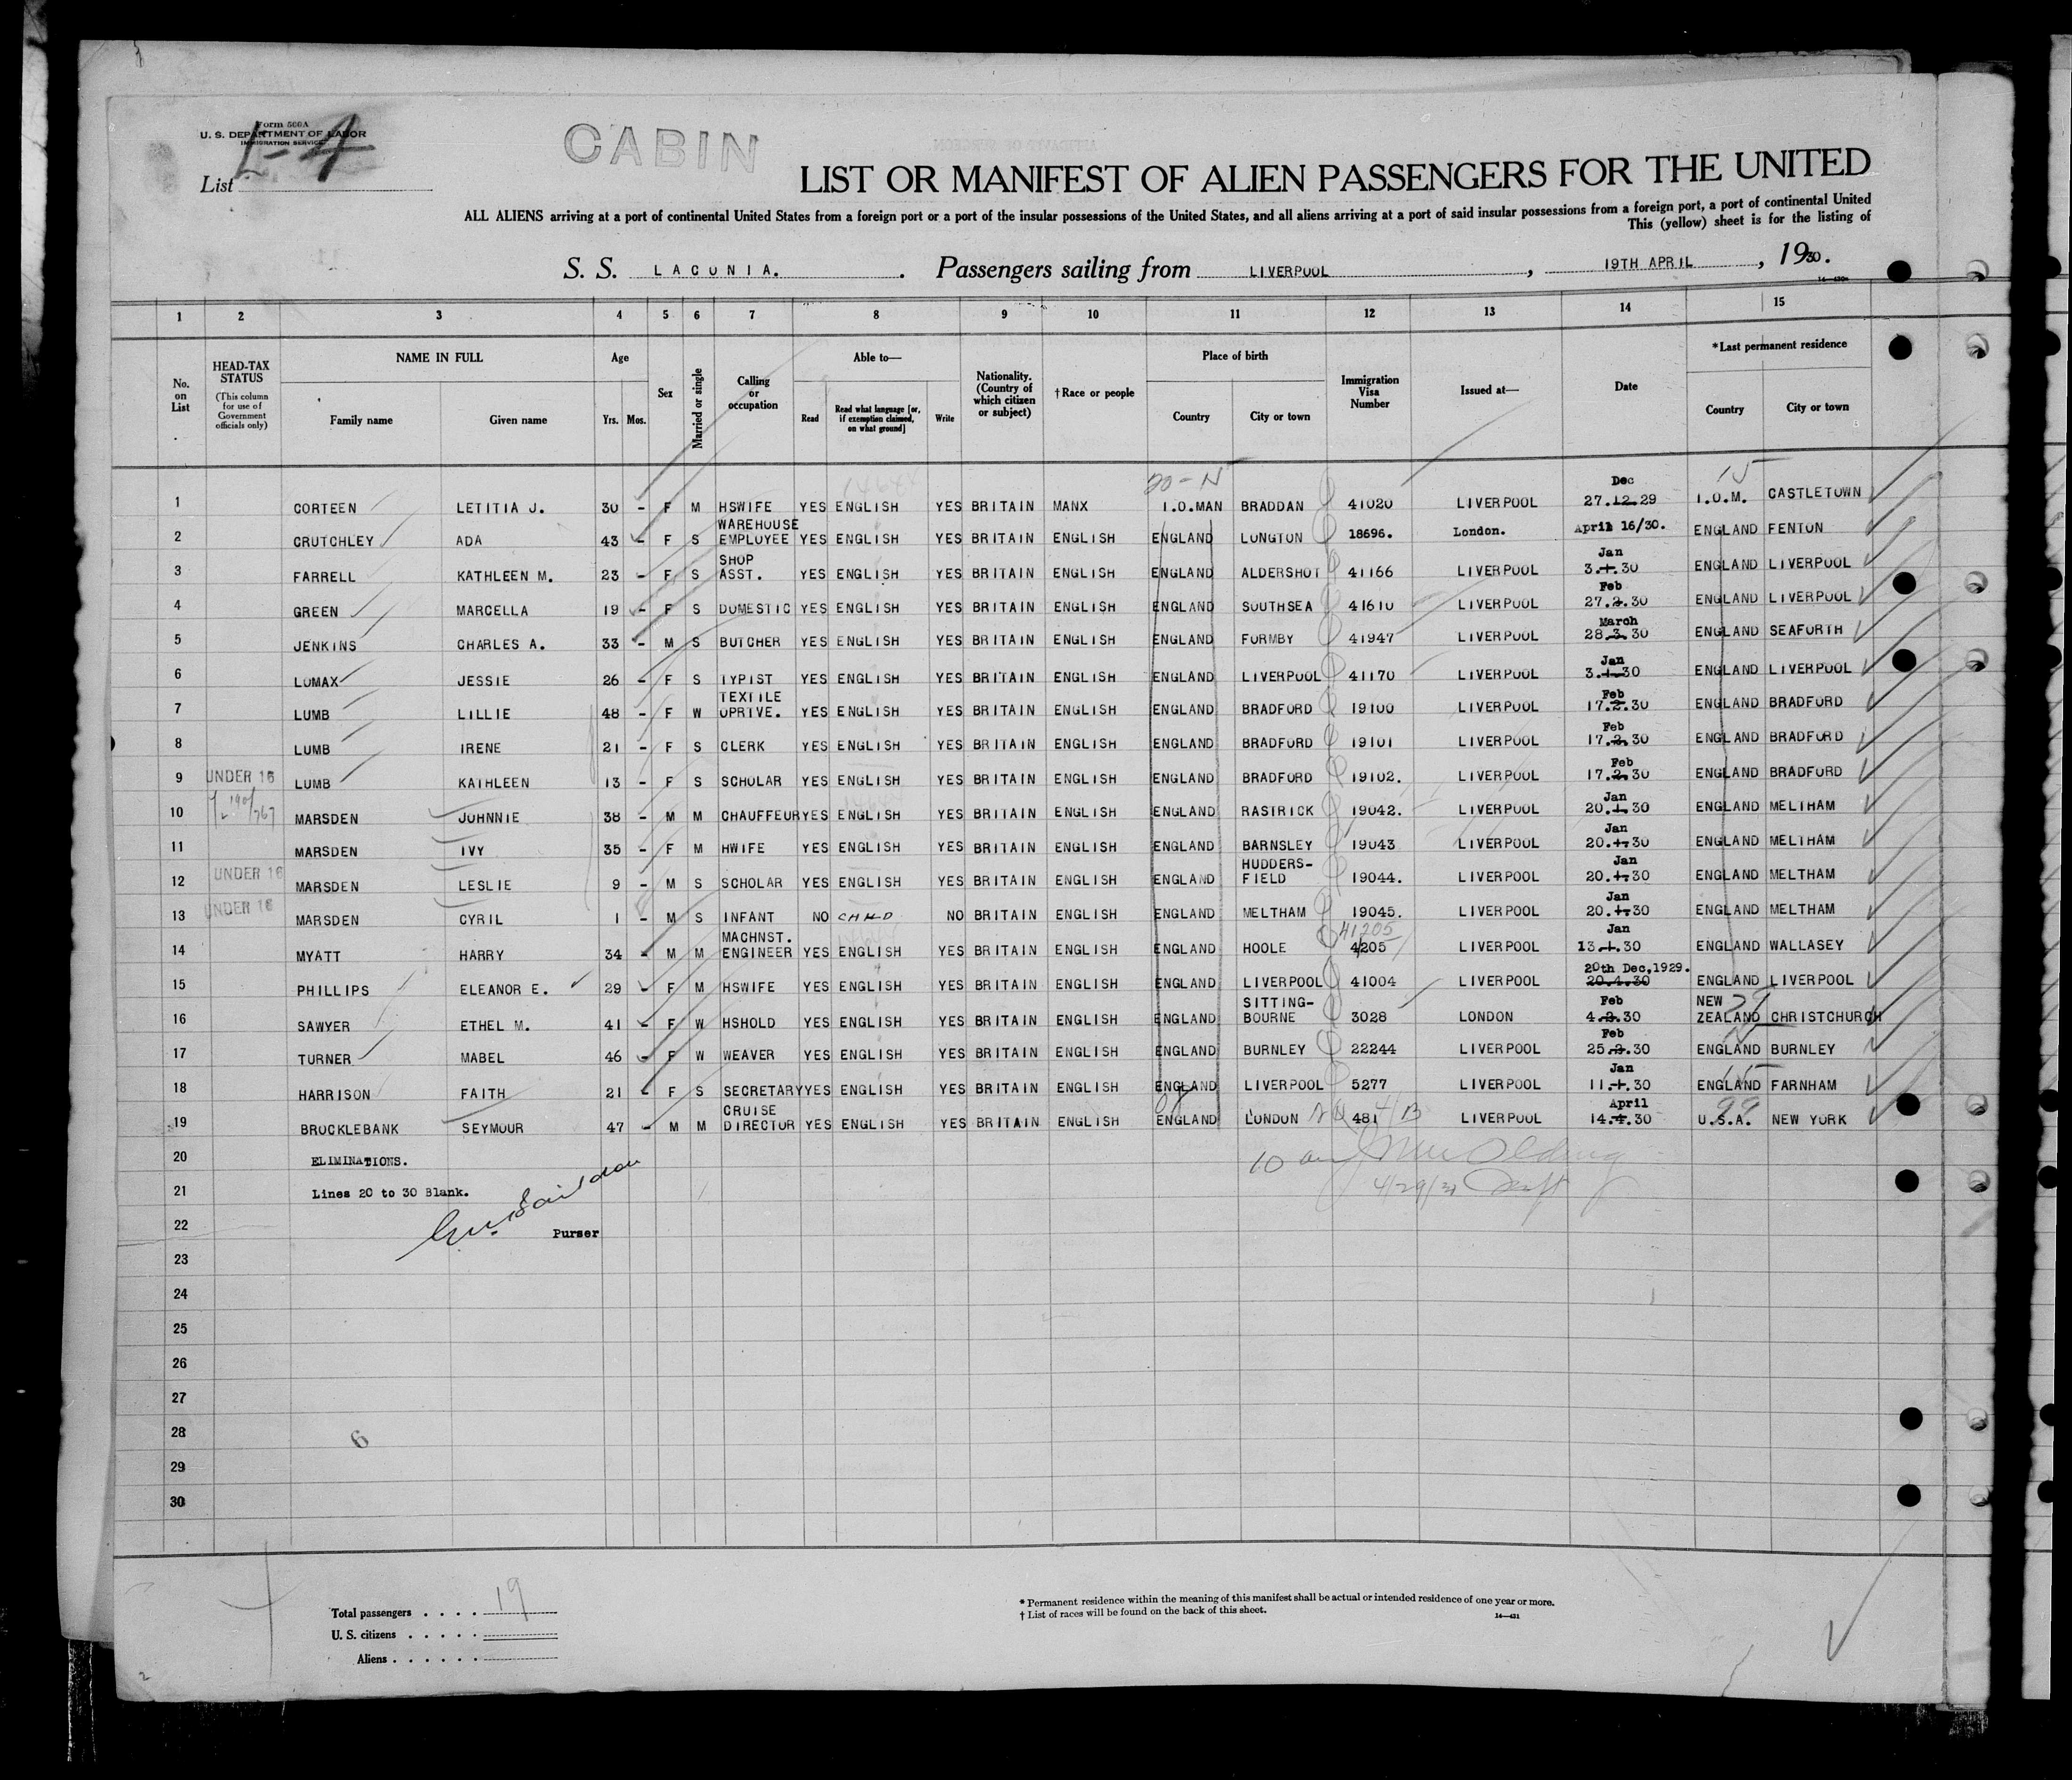 Form 500A
U. S. DEPARTMENT OF LABOR
IMMIGRATION SERVICE
List L-4
CABIN
LIST OR MANIFEST OF ALIEN PASSENGERS FOR THE UNITED
ALL ALIENS arriving at a port of continental United States from a foreign port or a port of the insular possessions of the United States, and all aliens arriving at a port of said insular possessions from a foreign port, a port of continental United
This (yellow) sheet is for the listing of
S. S. LACONIA. Passengers sailing from LIVERPOOL, 19TH APRIL, 1930.
1 2 3 4 5 6 7 8 9 10 11 12 13 14 15
No. on List
HEAD-TAX STATUS (This column for use of Government officials only)
NAME IN FULL Family name Given name
Age Yrs. Mos.
Sex
Married or single
Calling or occupation
Able to— Read Read what language [or, if exemption claimed, on what ground] Write
Nationality. (Country of which citizen or subject)
†Race or people
Place of birth Country City or town
Immigration Visa Number
Issued at—
Date
*Last permanent residence Country City or town
20-N 15
1 CORTEEN LETITIA J. 30 - F M HSWIFE YES ENGLISH YES BRITAIN MANX I.O.MAN BRADDAN 41020 LIVERPOOL Dec 27.12.29 I.O.M. CASTLETOWN
2 CRUTCHLEY ADA 43 - F S WAREHOUSE EMPLOYEE YES ENGLISH YES BRITAIN ENGLISH ENGLAND LONGTON 18696. London. April 16/30. ENGLAND FENTON
3 FARRELL KATHLEEN M. 23 - F S SHOP ASST. YES ENGLISH YES BRITAIN ENGLISH ENGLAND ALDERSHOT 41166 LIVERPOOL Jan 3.1.30 ENGLAND LIVERPOOL
4 GREEN MARCELLA 19 - F S DOMESTIC YES ENGLISH YES BRITAIN ENGLISH ENGLAND SOUTHSEA 41610 LIVERPOOL Feb 27.2.30 ENGLAND LIVERPOOL
5 JENKINS CHARLES A. 33 - M S BUTCHER YES ENGLISH YES BRITAIN ENGLISH ENGLAND FORMBY 41947 LIVERPOOL March 28.3.30 ENGLAND SEAFORTH
6 LOMAX JESSIE 26 - F S TYPIST YES ENGLISH YES BRITAIN ENGLISH ENGLAND LIVERPOOL 41170 LIVERPOOL Jan 3.1.30 ENGLAND LIVERPOOL
7 LUMB LILLIE 48 - F W TEXTILE OPRIVE. YES ENGLISH YES BRITAIN ENGLISH ENGLAND BRADFORD 19100 LIVERPOOL Feb 17.2.30 ENGLAND BRADFORD
8 LUMB IRENE 21 - F S CLERK YES ENGLISH YES BRITAIN ENGLISH ENGLAND BRADFORD 19101 LIVERPOOL Feb 17.2.30 ENGLAND BRADFORD
9 UNDER 16 LUMB KATHLEEN 13 - F S SCHOLAR YES ENGLISH YES BRITAIN ENGLISH ENGLAND BRADFORD 19102. LIVERPOOL Feb 17.2.30 ENGLAND BRADFORD
10 MARSDEN JOHNNIE 38 - M M CHAUFFEUR YES ENGLISH YES BRITAIN ENGLISH ENGLAND RASTRICK 19042. LIVERPOOL Jan 20.1.30 ENGLAND MELTHAM
11 MARSDEN IVY 35 - F M HWIFE YES ENGLISH YES BRITAIN ENGLISH ENGLAND BARNSLEY 19043 LIVERPOOL Jan 20.1.30 ENGLAND MELTHAM
12 UNDER 16 MARSDEN LESLIE 9 - M S SCHOLAR YES ENGLISH YES BRITAIN ENGLISH ENGLAND HUDDERS- FIELD 19044. LIVERPOOL Jan 20.1.30 ENGLAND MELTHAM
13 UNDER 16 MARSDEN CYRIL 1 - M S INFANT NO CHILD NO BRITAIN ENGLISH ENGLAND MELTHAM 19045. LIVERPOOL Jan 20.1.30 ENGLAND MELTHAM
14 MYATT HARRY 34 - M M MACHNST. ENGINEER YES ENGLISH YES BRITAIN ENGLISH ENGLAND HOOLE 41205 4205 LIVERPOOL Jan 13.1.30 ENGLAND WALLASEY
15 PHILLIPS ELEANOR E. 29 - F M HSWIFE YES ENGLISH YES BRITAIN ENGLISH ENGLAND LIVERPOOL 41004 LIVERPOOL 20th Dec,1929. 20.4.30 ENGLAND LIVERPOOL
16 SAWYER ETHEL M. 41 - F W HSHOLD YES ENGLISH YES BRITAIN ENGLISH ENGLAND SITTING- BOURNE 3028 LONDON Feb 4.2.30 NEW ZEALAND CHRISTCHURCH
17 TURNER MABEL 46 - F W WEAVER YES ENGLISH YES BRITAIN ENGLISH ENGLAND BURNLEY 22244 LIVERPOOL Feb 25.2.30 ENGLAND BURNLEY
18 HARRISON FAITH 21 - F S SECRETARY YES ENGLISH YES BRITAIN ENGLISH ENGLAND LIVERPOOL 5277 LIVERPOOL Jan 11.1.30 ENGLAND FARNHAM
19 BROCKLEBANK SEYMOUR 47 - M M CRUISE DIRECTOR YES ENGLISH YES BRITAIN ENGLISH ENGLAND LONDON NQ 481 4/B LIVERPOOL April 14.4.30 99 U.S.A. NEW YORK
20 ELIMINATIONS.
21 Lines 20 to 30 Blank.
22 Purser
23
24
25
26
27
28
29
30
6
Total passengers . . . . 19
U. S. citizens . . . . .
Aliens . . . . . .
* Permanent residence within the meaning of this manifest shall be actual or intended residence of one year or more.
† List of races will be found on the back of this sheet.
14—431